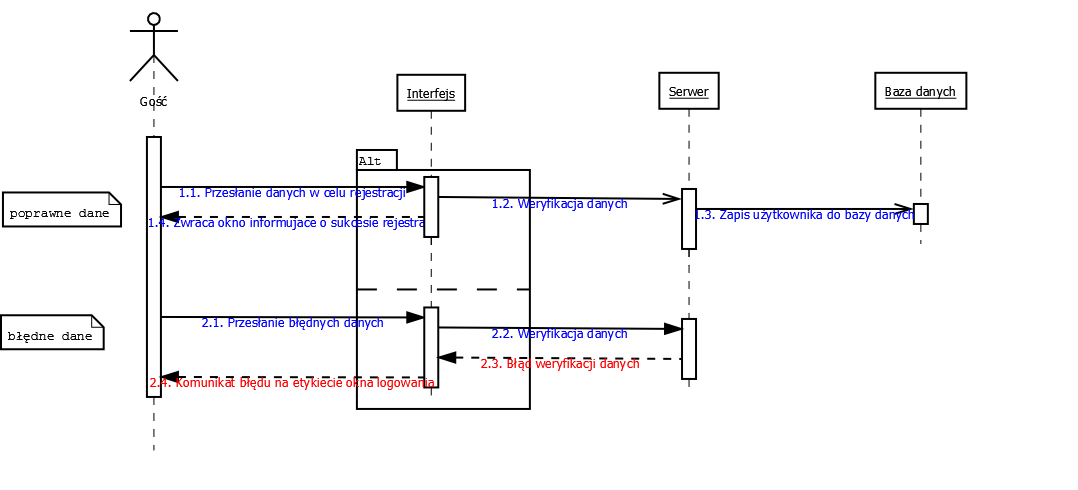 Gość
Interfejs
Serwer
Baza danych
Alt
1.1. Przesłanie danych w celu rejestracji
1.2. Weryfikacja danych
poprawne dane
1.3. Zapis użytkownika do bazy danych
1.4. Zwraca okno informujace o sukcesie rejestra
2.1. Przesłanie błędnych danych
błędne dane
2.2. Weryfikacja danych
2.3. Błąd weryfikacji danych
2.4. Komunikat błędu na etykiecie okna logowania